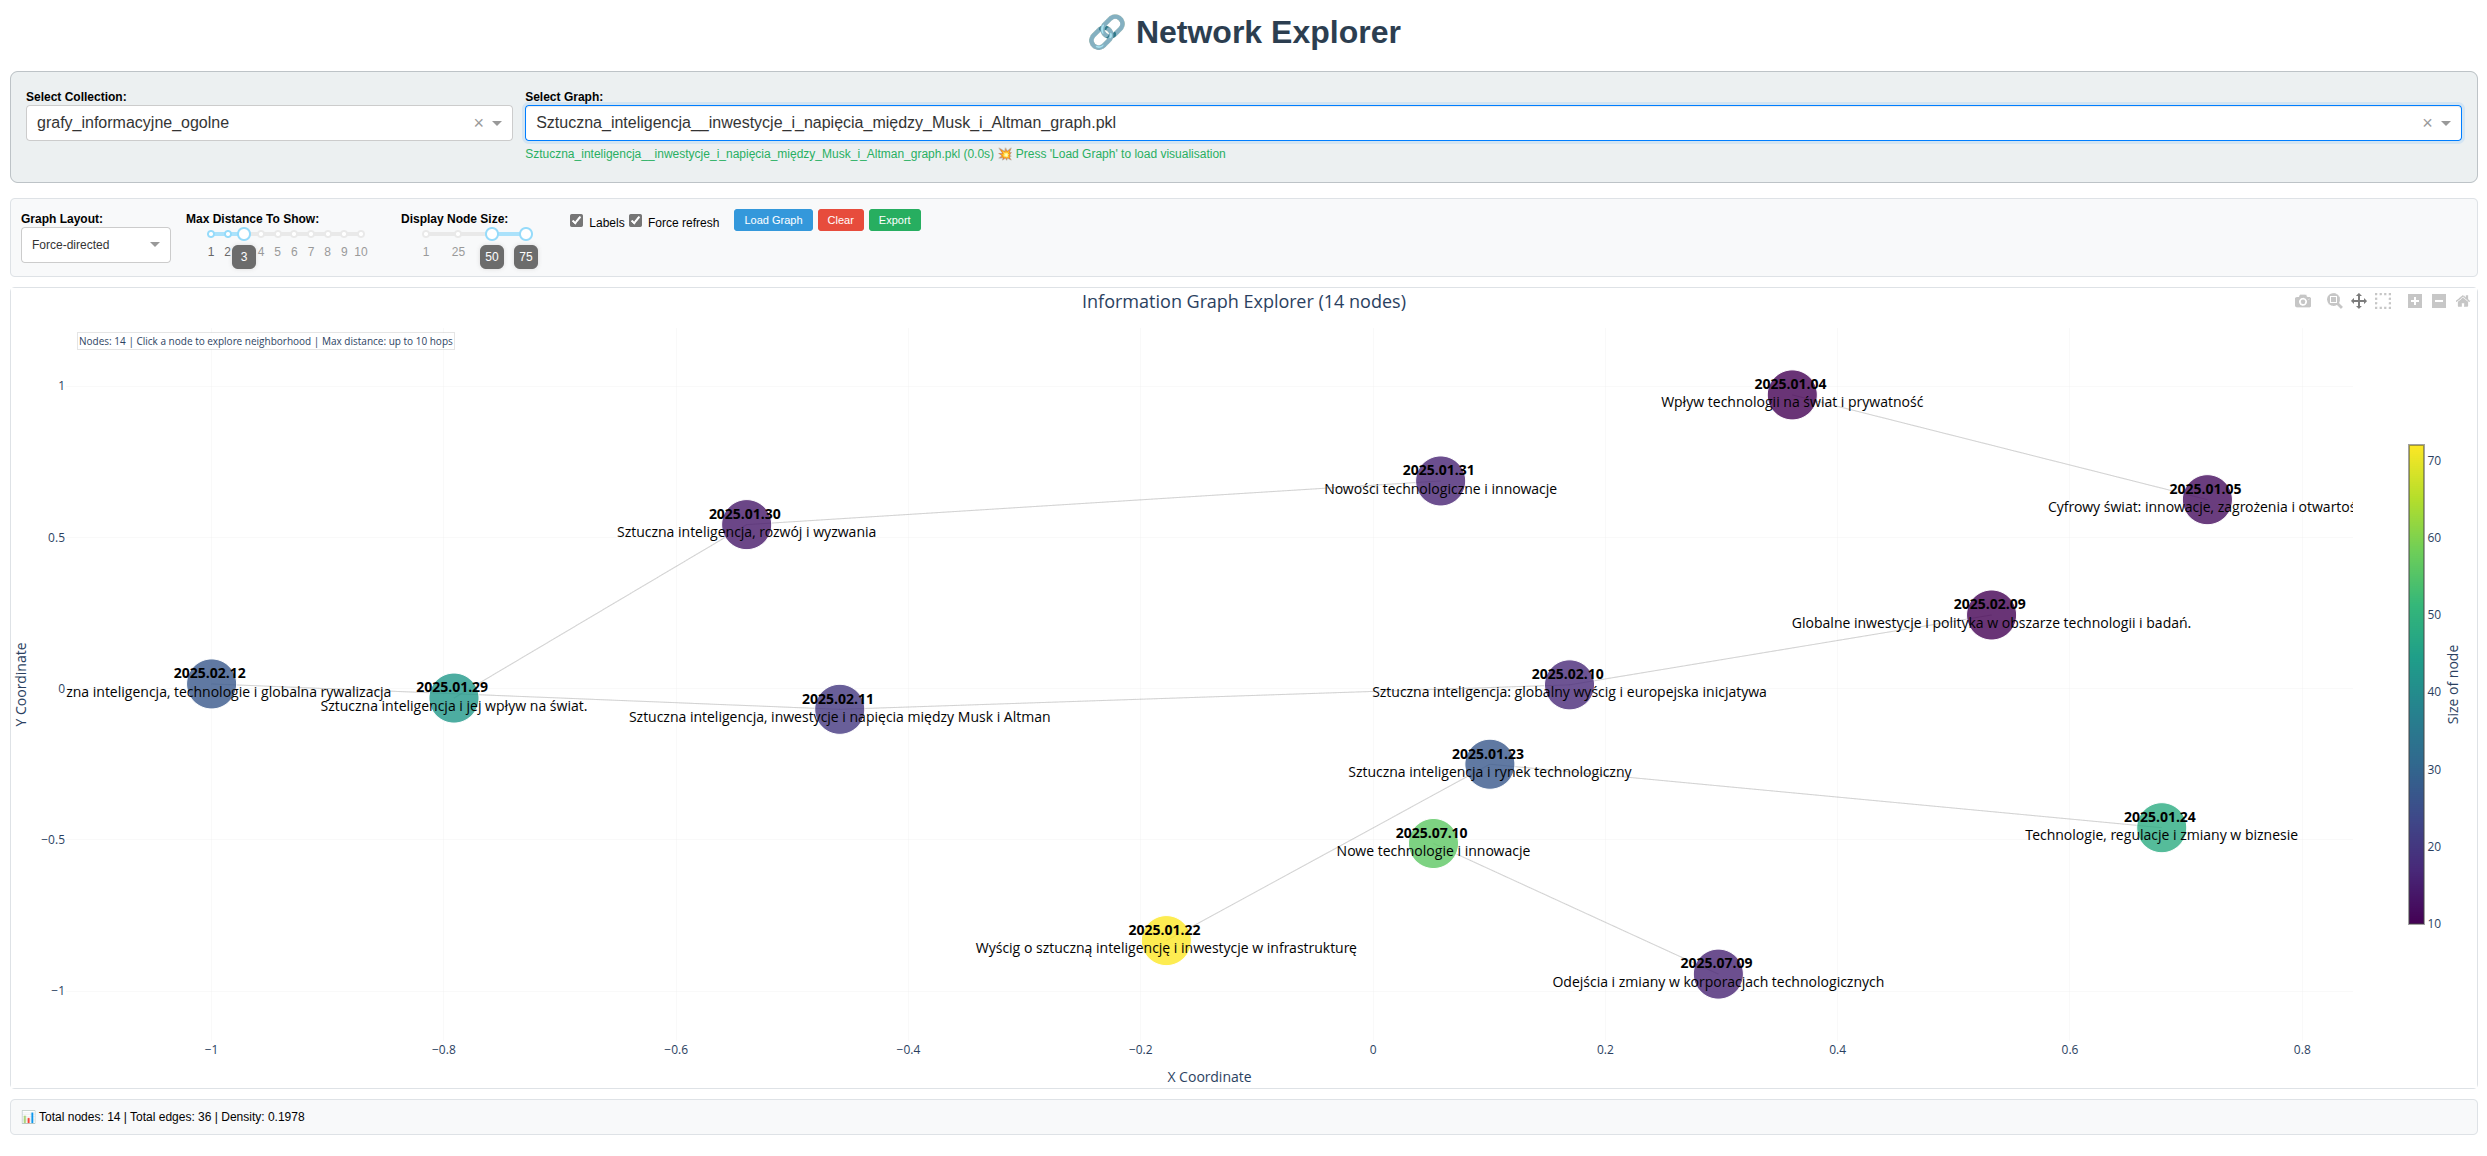 🔗 Network Explorer
Select Collection:
Select Graph:
grafy_informacyjne_ogolne
Sztuczna_inteligencja__inwestycje_i_napięcia_między_Musk_i_Altman_graph.pkl
Sztuczna_inteligencja__inwestycje_i_napięcia_między_Musk_i_Altman_graph.pkl (0.0s) 💥 Press 'Load Graph' to load visualisation
Graph Layout:
Force-directed
Max Distance To Show:
1 2 3 4 5 6 7 8 9 10
Display Node Size:
1 25 50 75
Labels
Force refresh
Load Graph
Clear
Export
Information Graph Explorer (14 nodes)
Nodes: 14 | Click a node to explore neighborhood | Max distance: up to 10 hops
2025.01.04
Wpływ technologii na świat i prywatność
2025.01.31
Nowości technologiczne i innowacje
2025.01.05
Cyfrowy świat: innowacje, zagrożenia i otwartoś
2025.01.30
Sztuczna inteligencja, rozwój i wyzwania
2025.02.09
Globalne inwestycje i polityka w obszarze technologii i badań.
2025.02.12
zna inteligencja, technologie i globalna rywalizacja
2025.01.29
Sztuczna inteligencja i jej wpływ na świat.
2025.02.11
Sztuczna inteligencja, inwestycje i napięcia między Musk i Altman
2025.02.10
Sztuczna inteligencja: globalny wyścig i europejska inicjatywa
2025.01.23
Sztuczna inteligencja i rynek technologiczny
2025.01.24
Technologie, regulacje i zmiany w biznesie
2025.07.10
Nowe technologie i innowacje
2025.01.22
Wyścig o sztuczną inteligencję i inwestycje w infrastrukturę
2025.07.09
Odejścia i zmiany w korporacjach technologicznych
1
0.5
0
−0.5
−1
Y Coordinate
−1 −0.8 −0.6 −0.4 −0.2 0 0.2 0.4 0.6 0.8
X Coordinate
70
60
50
40
30
20
10
Size of node
📊 Total nodes: 14 | Total edges: 36 | Density: 0.1978